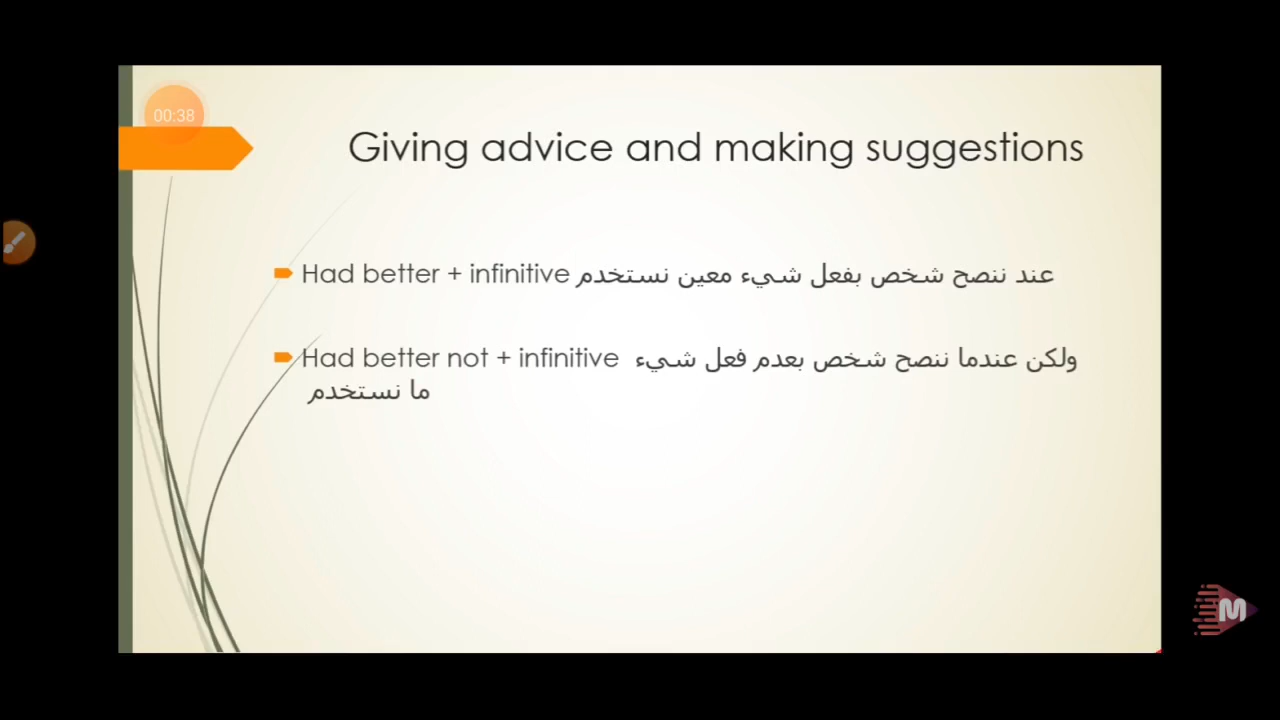 00:38
Giving advice and making suggestions
Had better + infinitive عند ننصح شخص بفعل شيء معين نستخدم
Had better not + infinitive ولكن عندما ننصح شخص بعدم فعل شيء
ما نستخدم
M